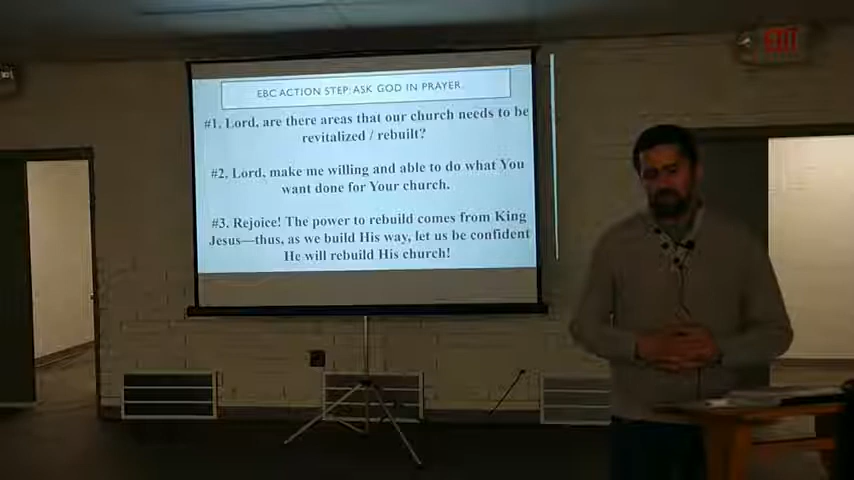 EBC ACTION STEP: ASK GOD IN PRAYER.
#1. Lord, are there areas that our church needs to be
revitalized / rebuilt?
#2. Lord, make me willing and able to do what You
want done for Your church.
#3. Rejoice! The power to rebuild comes from King
Jesus—thus, as we build His way, let us be confident
He will rebuild His church!
EXIT